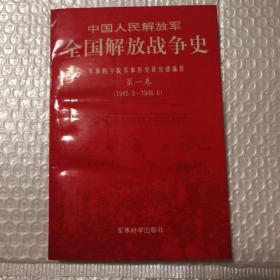 中国人民解放军
全国解放战争史
军事科学院军事历史研究部编著
第一卷
(1945.8-1946.6)
军事科学出版社